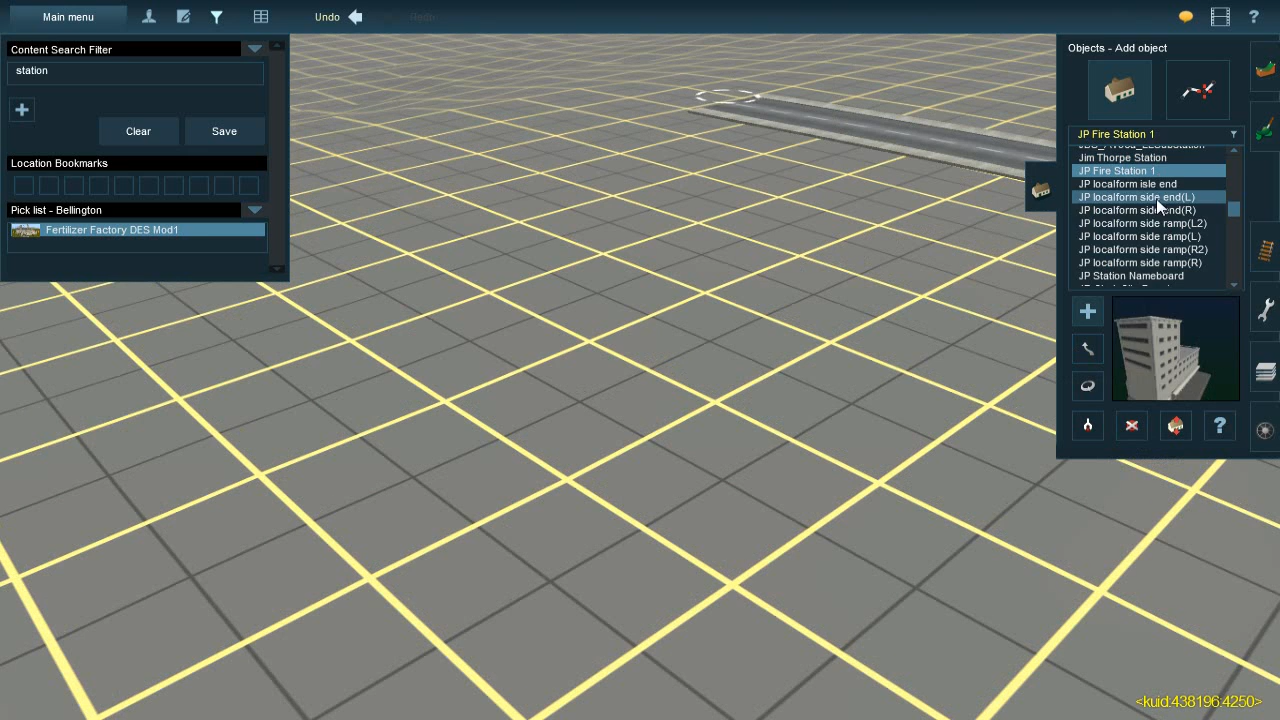 Main menu
Undo
Redo
?
Content Search Filter
station
Clear
Save
Location Bookmarks
Pick list - Bellington
Fertilizer Factory DES Mod1
Objects - Add object
JP Fire Station 1
Jim Thorpe Station
JP Fire Station 1
JP localform isle end
JP localform side end(L)
JP localform side end(R)
JP localform side ramp(L2)
JP localform side ramp(L)
JP localform side ramp(R2)
JP localform side ramp(R)
JP Station Nameboard
?
<kuid:438196:4250>